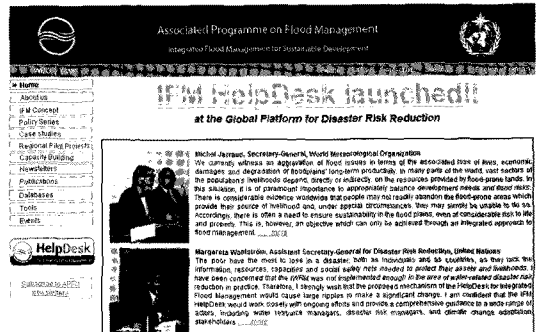 Associated Programme on Flood Management
Integrated Flood Management for Sustainable Development
Home
About us
IFM Concept
Policy Series
Case studies
Regional Pilot Projects
Capacity Building
Newsletters
Publications
Databases
Tools
Events
HelpDesk
Subscribe to APFM
newsletter
IFM HelpDesk launched!!
at the Global Platform for Disaster Risk Reduction
Michel Jarraud, Secretary-General, World Meteorological Organization
We currently witness an aggravation of flood issues in terms of the associated loss of lives, economic
damages and degradation of floodplains' long-term productivity. In many parts of the world, vast sectors of
the population's livelihoods depend, directly or indirectly, on the resources provided by flood-prone lands. In
this situation, it is of paramount importance to appropriately balance development needs and flood risks.
There is considerable evidence worldwide that people may not readily abandon the flood-prone areas which
provide their source of livelihood and, under special circumstances, they may simply be unable to do so.
Accordingly, there is often a need to ensure sustainability in the flood plains, even at considerable risk to life
and property. This is, however, an objective which can only be achieved through an integrated approach to
flood management. .....more
Margareta Wahlström, Assistant Secretary-General for Disaster Risk Reduction, United Nations
The poor have the most to lose in a disaster, both as individuals and as countries, as they lack the
information, resources, capacities and social safety nets needed to protect their assets and livelihoods. I
have been concerned that the IWRM was not implemented enough in the area of water-related disaster risk
reduction in practice. Therefore, I strongly wish that the proposed mechanism of the HelpDesk for Integrated
Flood Management would cause large ripples to make a significant change. I am confident that the IFM
HelpDesk would work closely with ongoing efforts and provide a comprehensive guidance to a wide range of
actors, including water resource managers, disaster risk managers, and climate change adaptation
stakeholders .....more